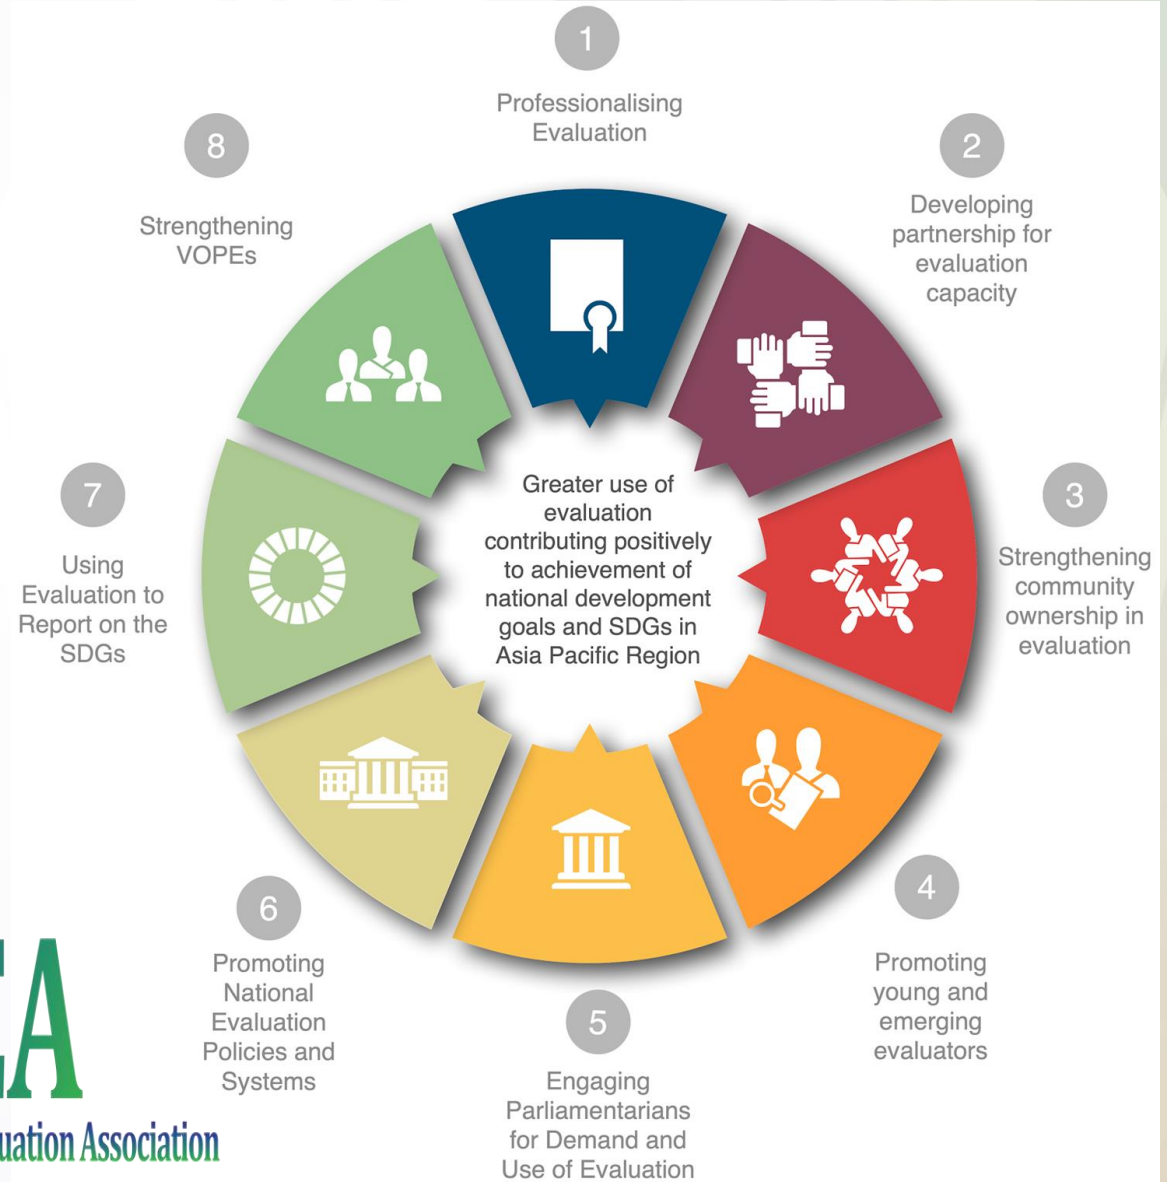 1
Professionalising
Evaluation
2
Developing
partnership for
evaluation
capacity
3
Strengthening
community
ownership in
evaluation
4
Promoting
young and
emerging
evaluators
5
Engaging
Parliamentarians
for Demand and
Use of Evaluation
6
Promoting
National
Evaluation
Policies and
Systems
7
Using
Evaluation to
Report on the
SDGs
8
Strengthening
VOPEs
Greater use of
evaluation
contributing positively
to achievement of
national development
goals and SDGs in
Asia Pacific Region
A
Association